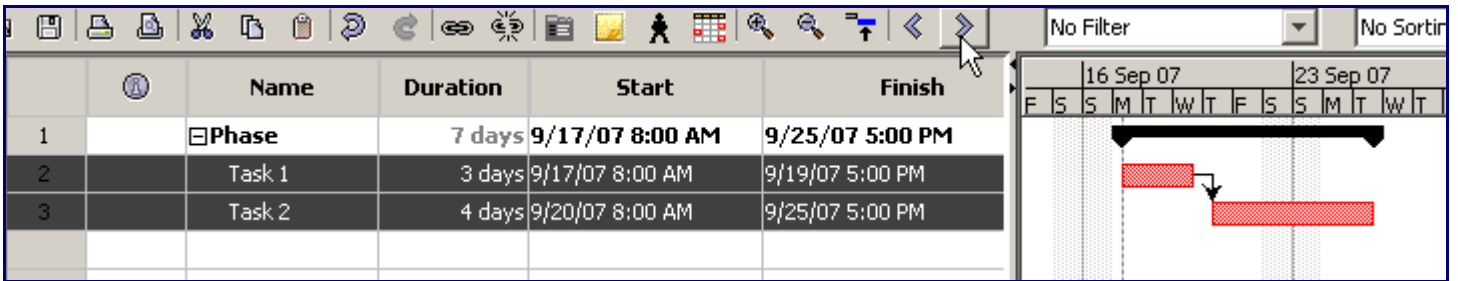 No Filter No Sortin
Name Duration Start Finish 16 Sep 07 23 Sep 07
F S S M T W T F S S M T W T
1 Phase 7 days 9/17/07 8:00 AM 9/25/07 5:00 PM
2 Task 1 3 days 9/17/07 8:00 AM 9/19/07 5:00 PM
3 Task 2 4 days 9/20/07 8:00 AM 9/25/07 5:00 PM